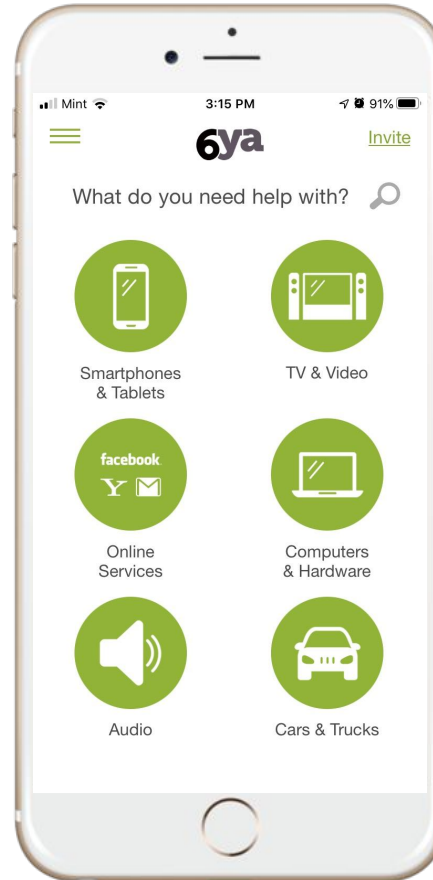 Mint 3:15 PM 91%
6ya Invite
What do you need help with?
Smartphones
& Tablets
TV & Video
facebook
Y M
Online
Services
Computers
& Hardware
Audio
Cars & Trucks